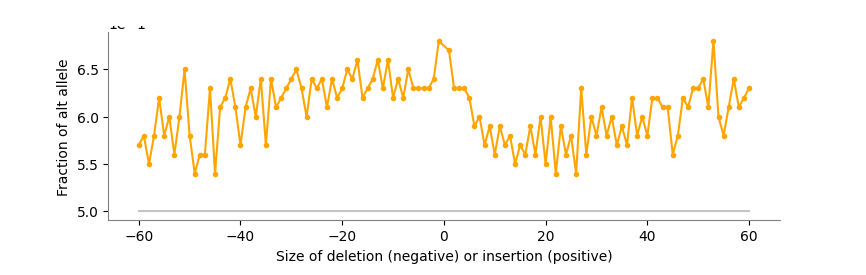 6.5
6.0
5.5
5.0
Fraction of alt allele
−60 −40 −20 0 20 40 60
Size of deletion (negative) or insertion (positive)